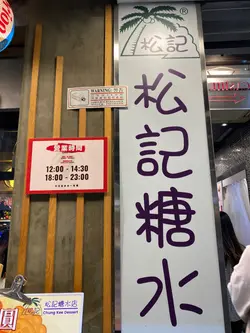 松記
®
松記糖水
WARNING
營業時間
12:00 - 14:30
18:00 - 23:00
松記糖水店
Chung Kee Dessert
圓